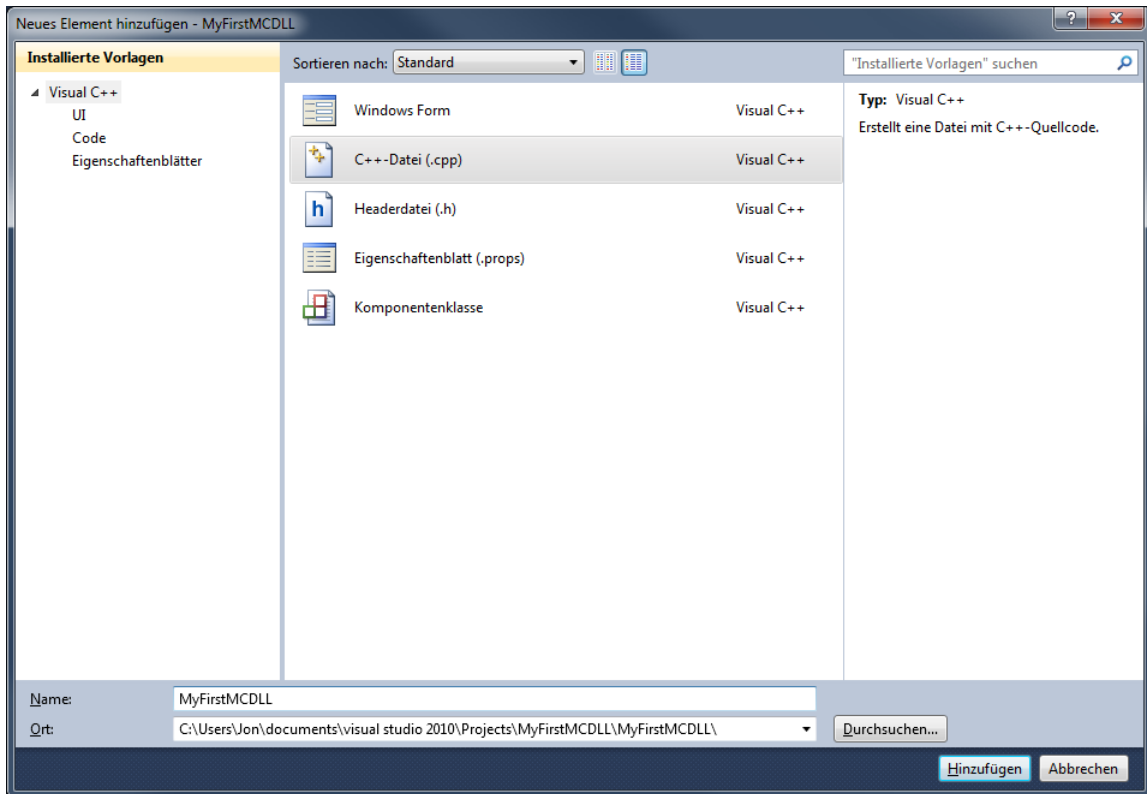 Neues Element hinzufügen - MyFirstMCDLL
Installierte Vorlagen
Visual C++
UI
Code
Eigenschaftenblätter
Sortieren nach: Standard
Windows Form Visual C++
C++-Datei (.cpp) Visual C++
Headerdatei (.h) Visual C++
Eigenschaftenblatt (.props) Visual C++
Komponentenklasse Visual C++
"Installierte Vorlagen" suchen
Typ: Visual C++
Erstellt eine Datei mit C++-Quellcode.
Name: MyFirstMCDLL
Ort: C:\Users\Jon\documents\visual studio 2010\Projects\MyFirstMCDLL\MyFirstMCDLL\
Durchsuchen...
Hinzufügen Abbrechen